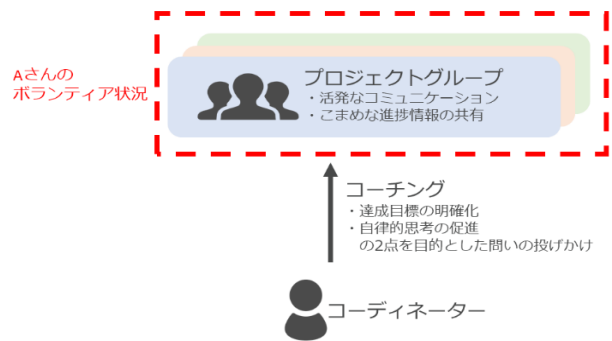 Aさんの
ボランティア状況
プロジェクトグループ
・活発なコミュニケーション
・こまめな進捗情報の共有
コーチング
・達成目標の明確化
・自律的思考の促進
の2点を目的とした問いの投げかけ
コーディネーター